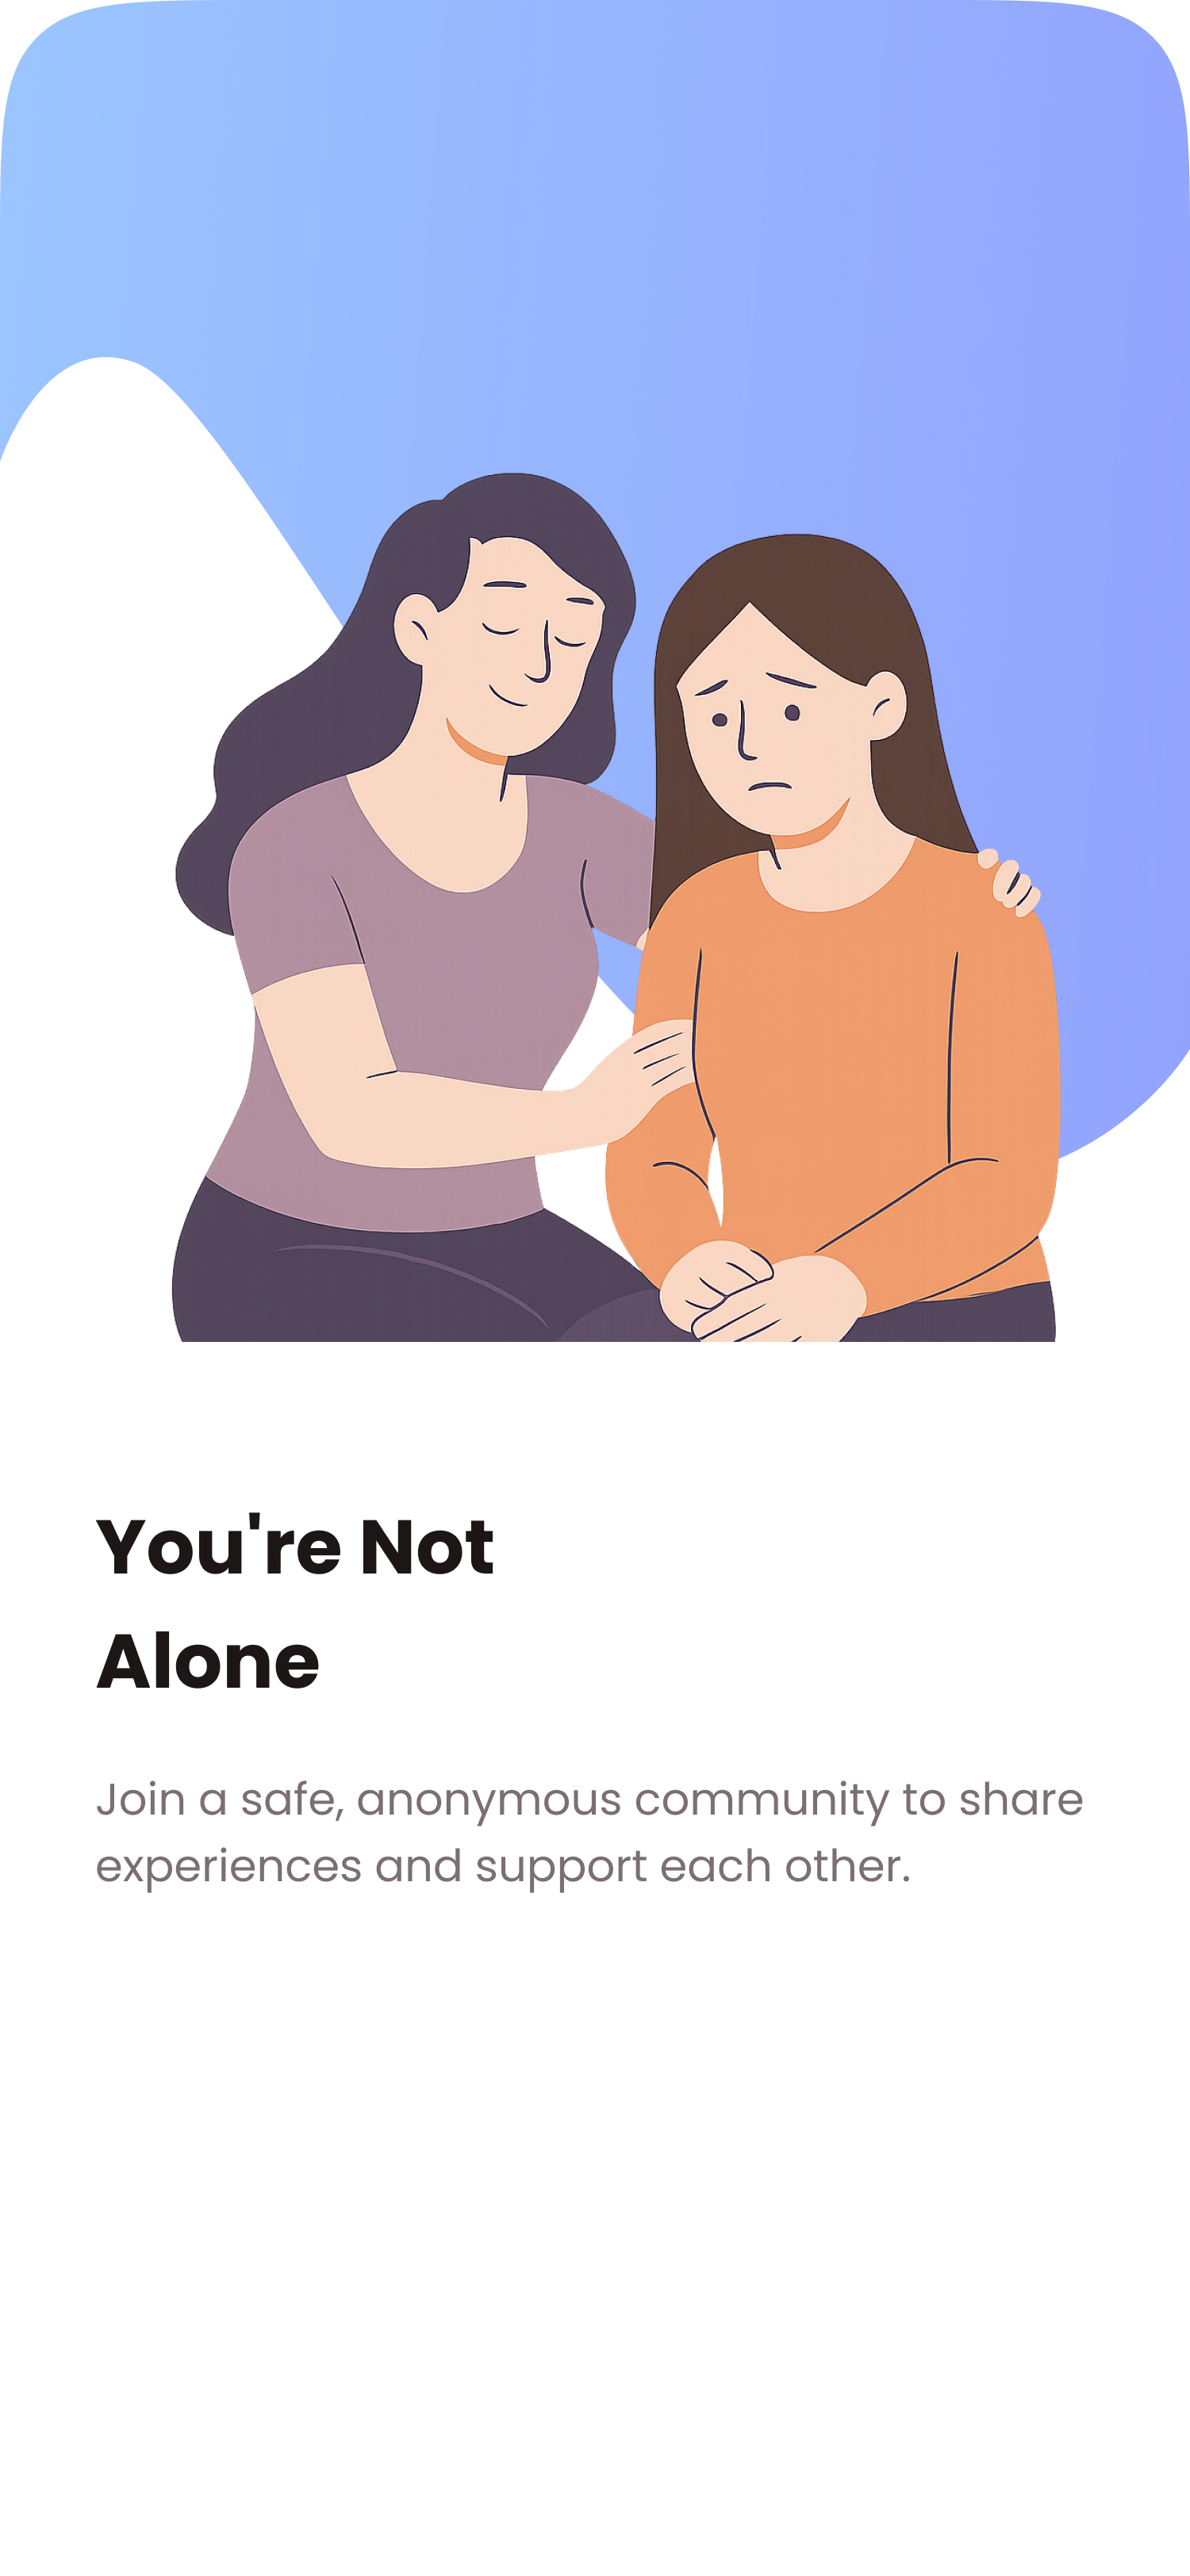 You're Not
Alone
Join a safe, anonymous community to share
experiences and support each other.